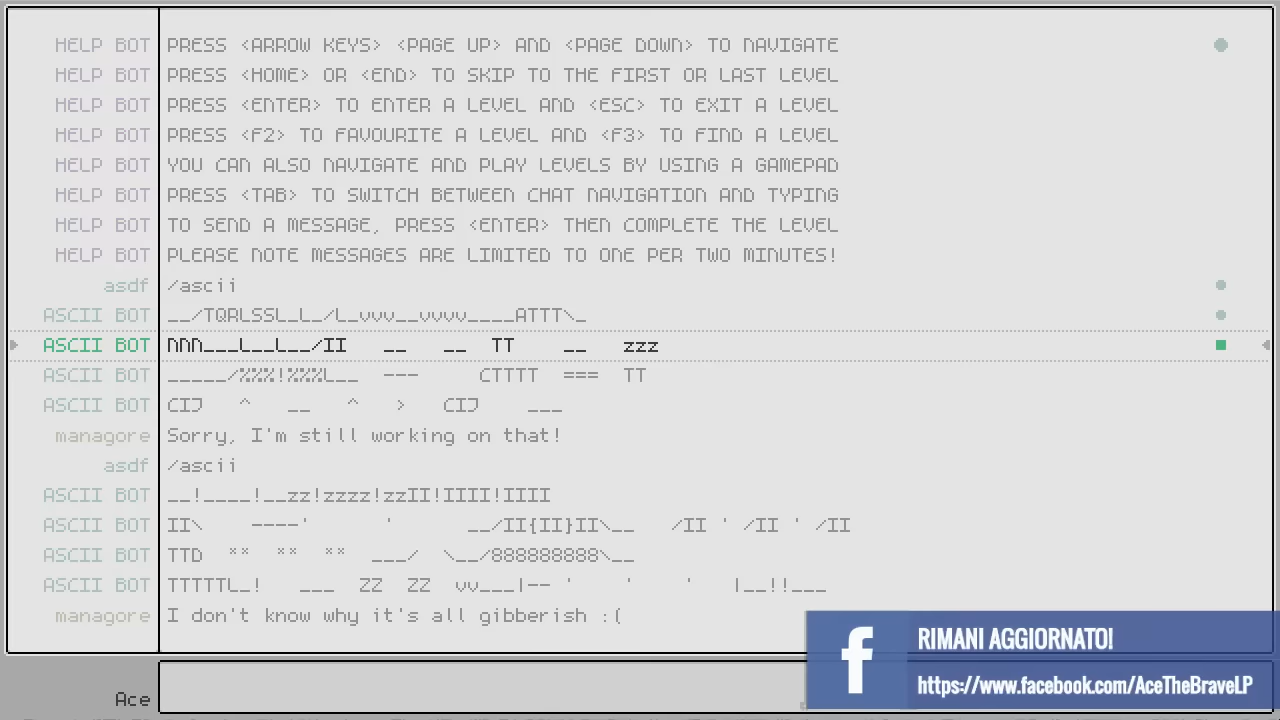 HELP BOT PRESS <ARROW KEYS> <PAGE UP> AND <PAGE DOWN> TO NAVIGATE
HELP BOT PRESS <HOME> OR <END> TO SKIP TO THE FIRST OR LAST LEVEL
HELP BOT PRESS <ENTER> TO ENTER A LEVEL AND <ESC> TO EXIT A LEVEL
HELP BOT PRESS <F2> TO FAVOURITE A LEVEL AND <F3> TO FIND A LEVEL
HELP BOT YOU CAN ALSO NAVIGATE AND PLAY LEVELS BY USING A GAMEPAD
HELP BOT PRESS <TAB> TO SWITCH BETWEEN CHAT NAVIGATION AND TYPING
HELP BOT TO SEND A MESSAGE, PRESS <ENTER> THEN COMPLETE THE LEVEL
HELP BOT PLEASE NOTE MESSAGES ARE LIMITED TO ONE PER TWO MINUTES!
asdf /ascii
ASCII BOT __/TQRLSSL__L_/L_vvv__vvvv____ATTT\_
ASCII BOT NNN___L__L__/II   __   __  TT    __   zzz
ASCII BOT _____/%%%!%%%L__  ---     CTTTT  ===  TT
ASCII BOT CIJ   ^   __   ^   >   CIJ    ___
managore Sorry, I'm still working on that!
asdf /ascii
ASCII BOT __!____!__zz!zzzz!zzII!IIII!IIII
ASCII BOT II\    ----'      '      __/II{II}II\__   /II ' /II ' /II
ASCII BOT TTD  **  **  **  ___/  \__/888888888\__
ASCII BOT TTTTTL_!   ___  ZZ  ZZ  vv___|-- '    '    '   |__!!___
managore I don't know why it's all gibberish :(
Ace
RIMANI AGGIORNATO!
https://www.facebook.com/AceTheBraveLP